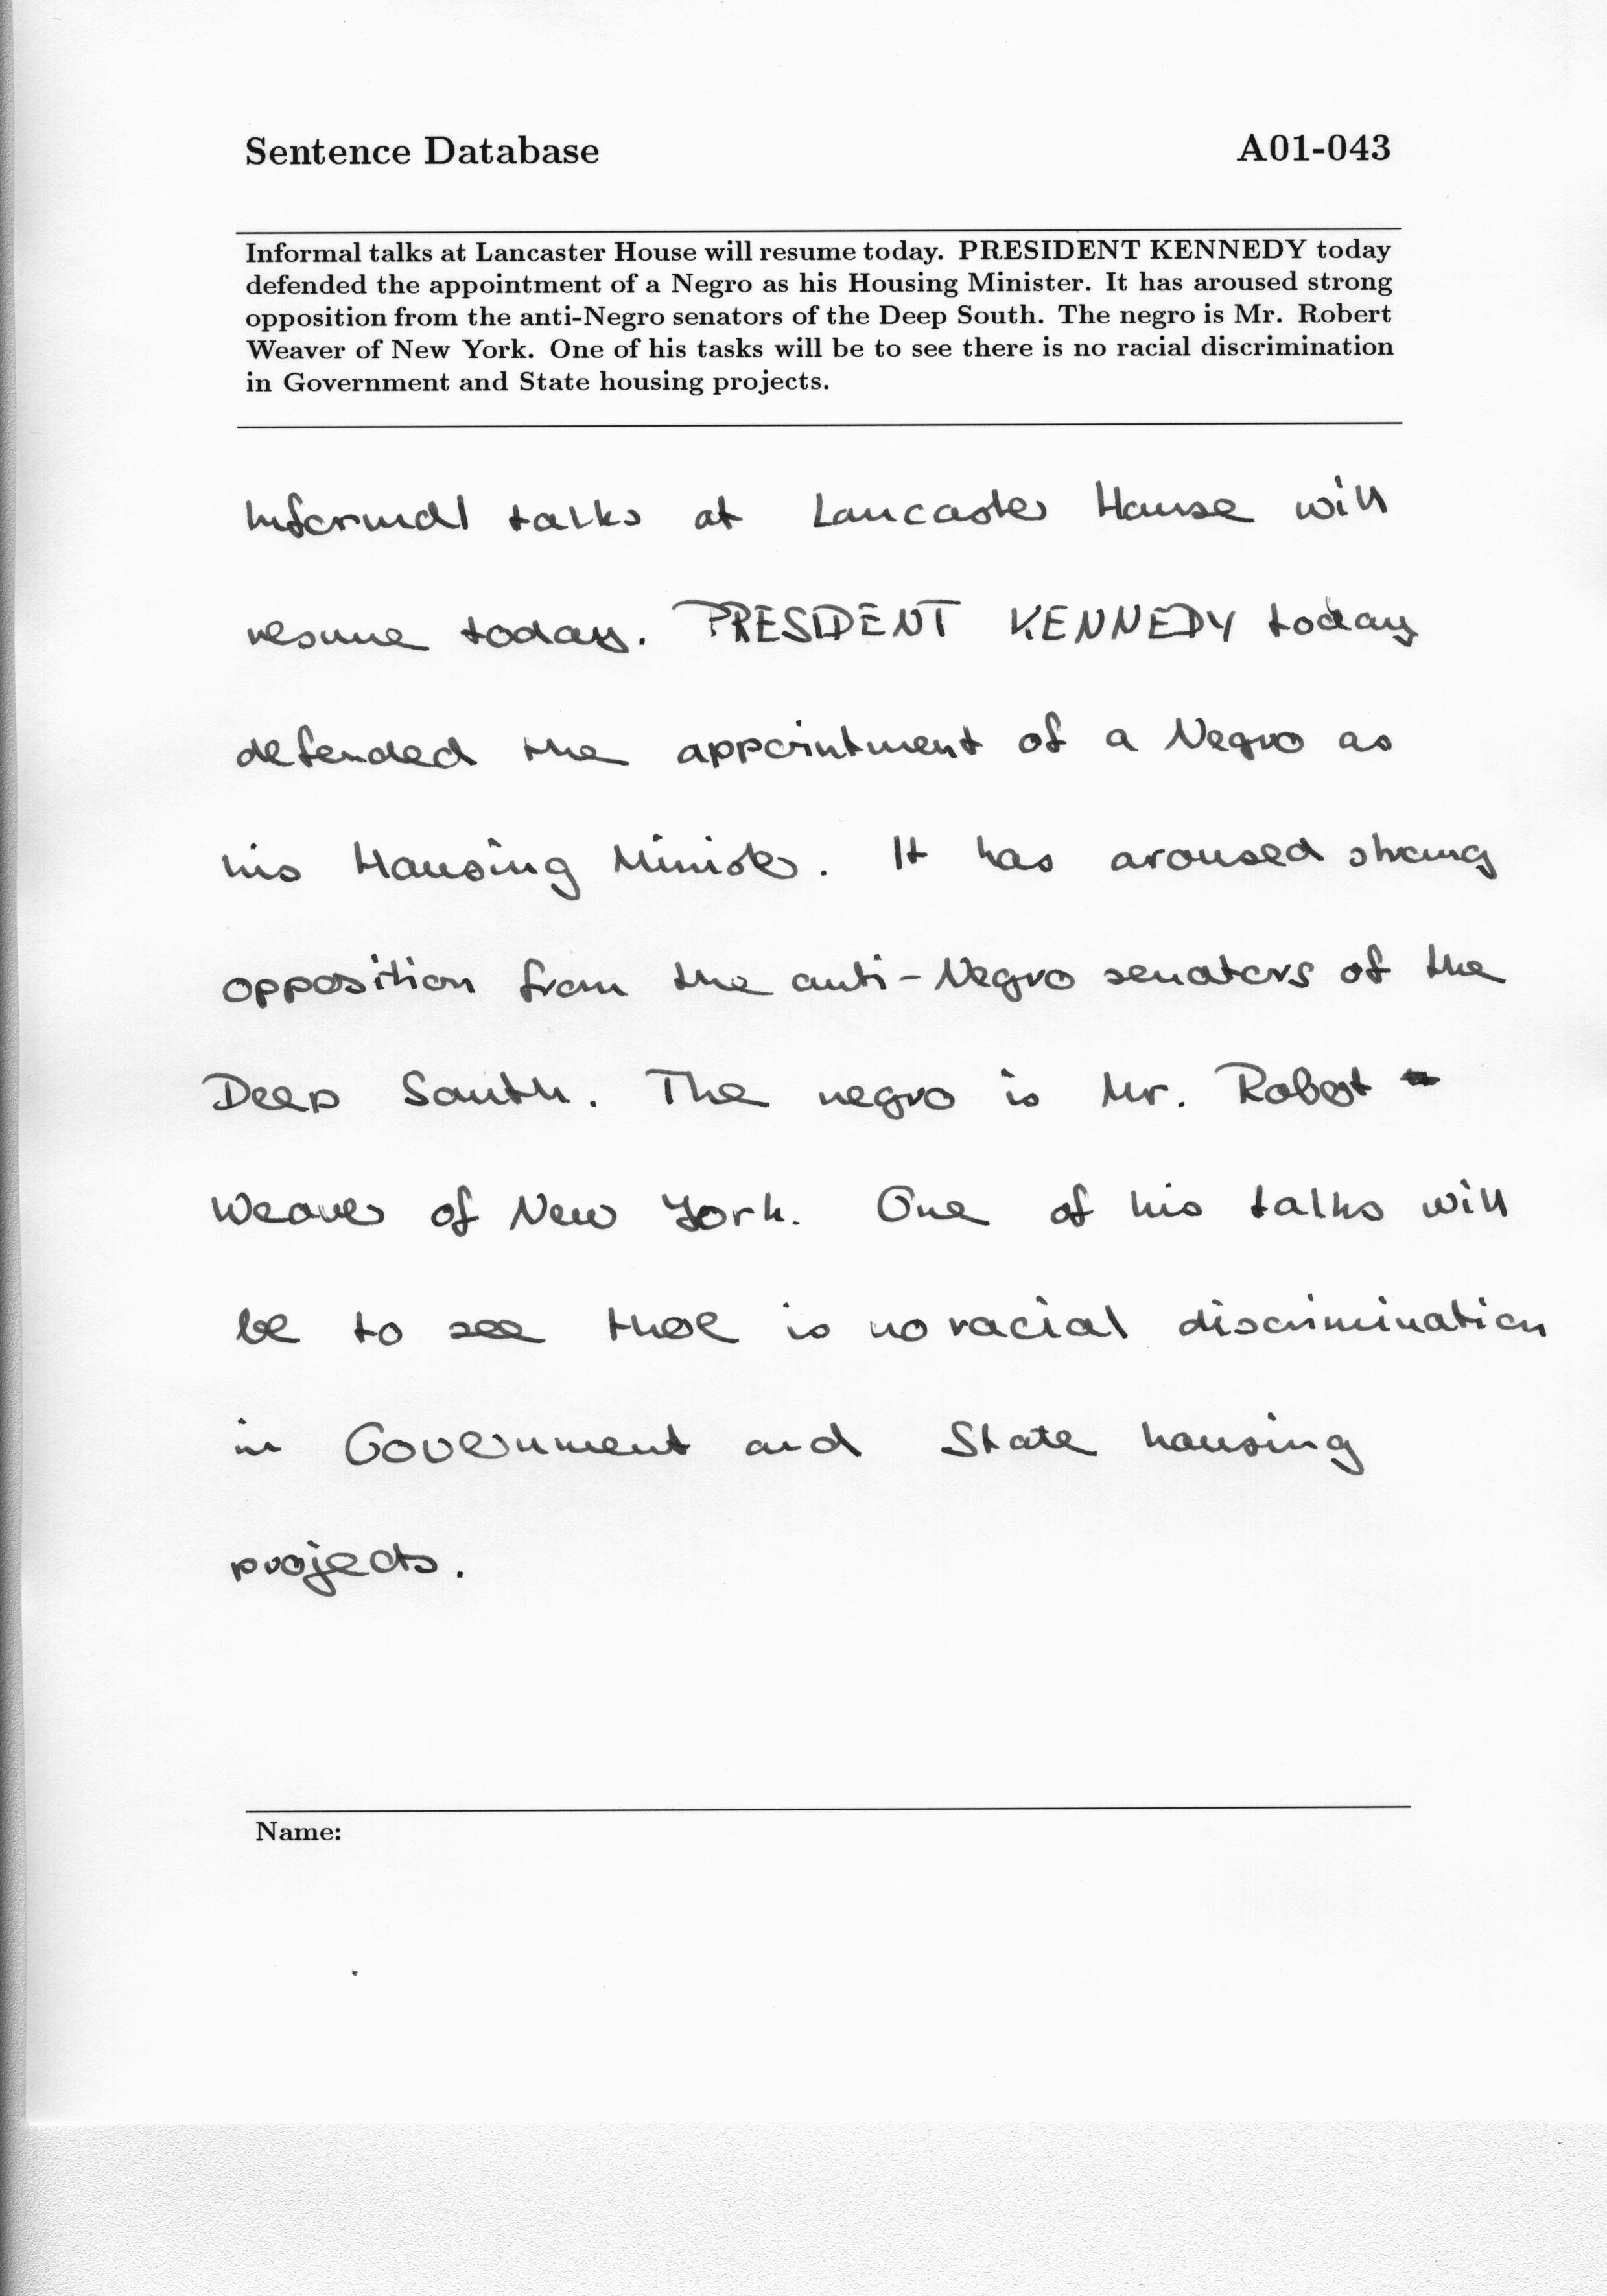 Sentence Database A01-043
Informal talks at Lancaster House will resume today. PRESIDENT KENNEDY today
defended the appointment of a Negro as his Housing Minister. It has aroused strong
opposition from the anti-Negro senators of the Deep South. The negro is Mr. Robert
Weaver of New York. One of his tasks will be to see there is no racial discrimination
in Government and State housing projects.
Informal talks at Lancaster House will
resume today. PRESIDENT KENNEDY today
defended the appointment of a Negro as
his Housing Minister. It has aroused strong
opposition from the anti-Negro senators of the
Deep South. The negro is Mr. Robert
Weaver of New York. One of his talks will
be to see there is no racial discrimination
in Government and State housing
projects.
Name: